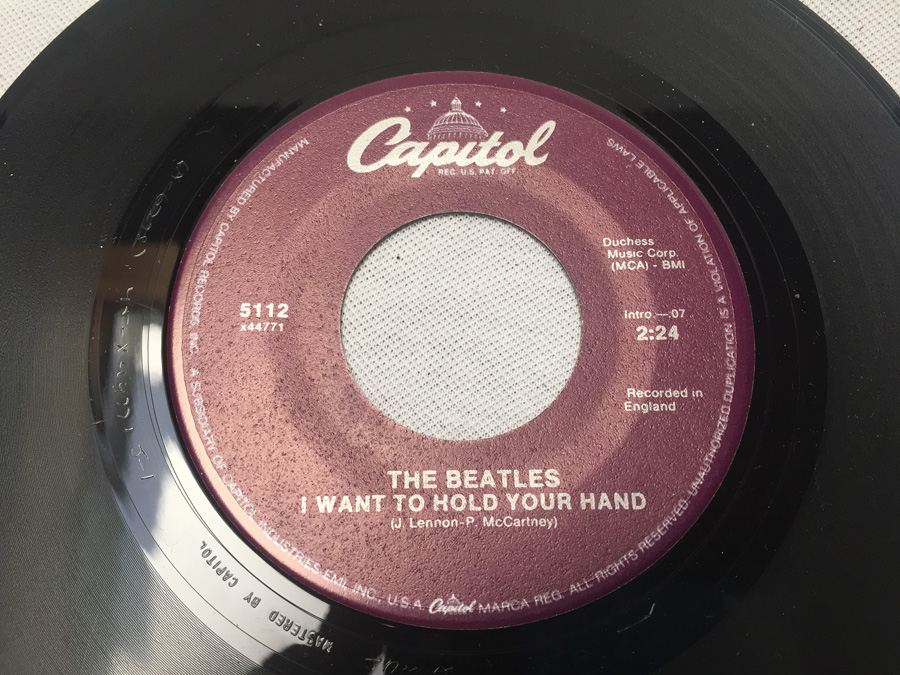 Capitol
REG. U.S. PAT. OFF.
Duchess
Music Corp.
(MCA) - BMI
5112
x44771
Intro.—:07
2:24
Recorded in
England
THE BEATLES
I WANT TO HOLD YOUR HAND
(J. Lennon-P. McCartney)
MANUFACTURED BY CAPITOL RECORDS, INC. A SUBSIDIARY OF CAPITOL INDUSTRIES-EMI, INC., U.S.A. Capitol MARCA REG. ALL RIGHTS RESERVED. UNAUTHORIZED DUPLICATION IS A VIOLATION OF APPLICABLE LAWS
MASTERED BY CAPITOL